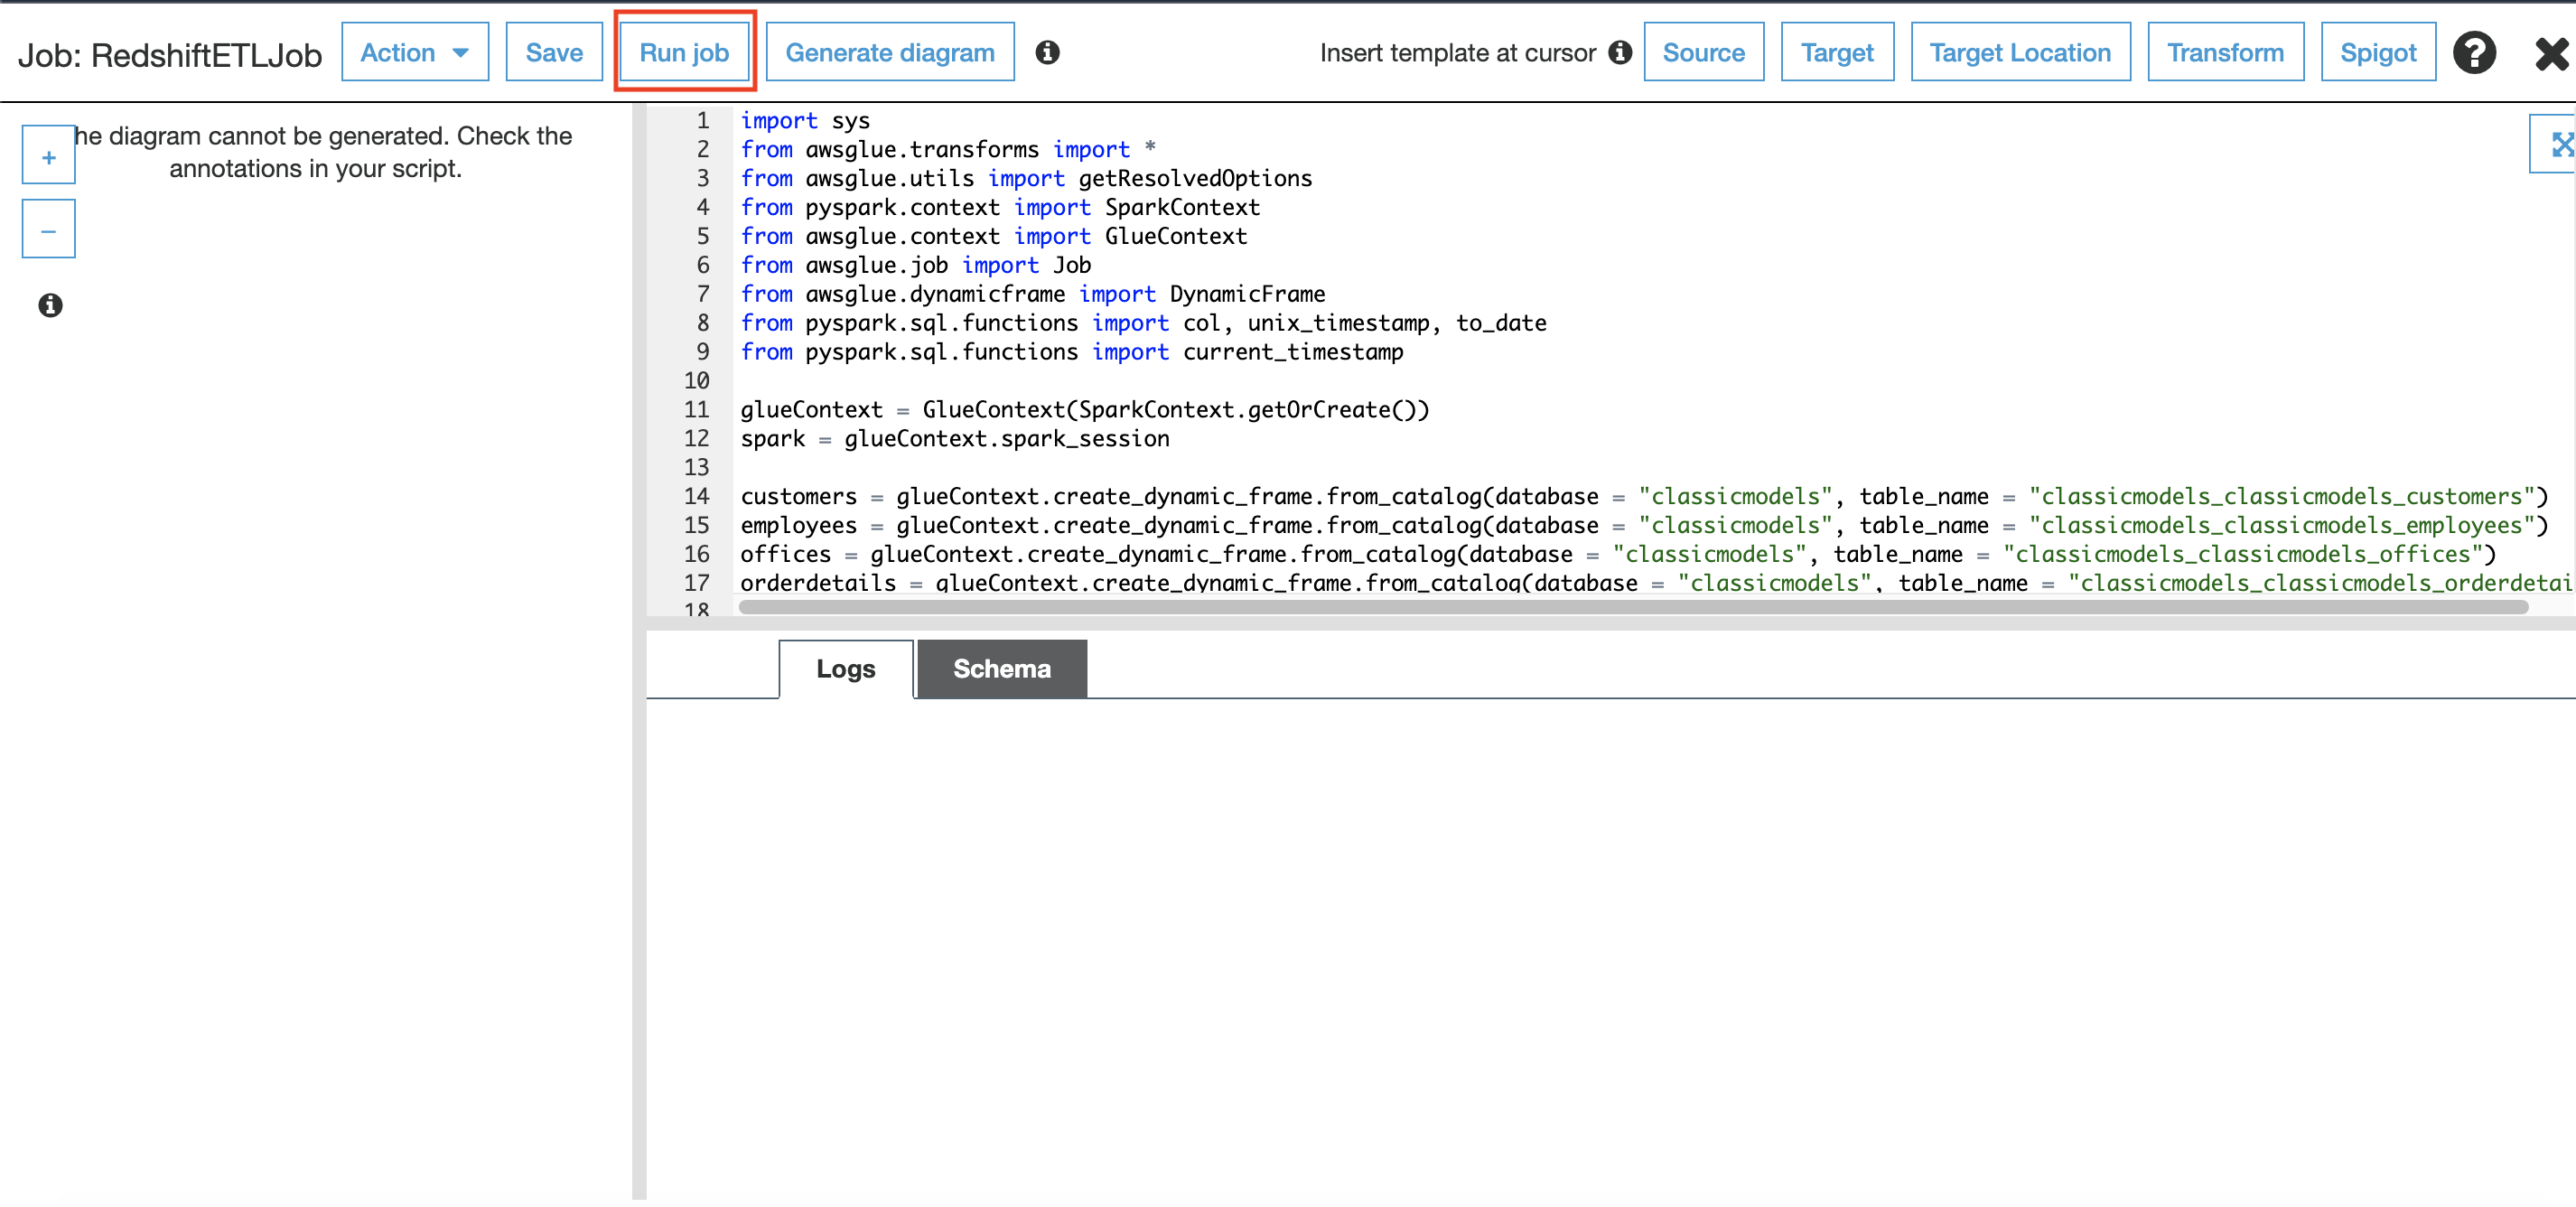 Job: RedshiftETLJob Action Save Run job Generate diagram Insert template at cursor Source Target Target Location Transform Spigot
he diagram cannot be generated. Check the
annotations in your script.
+
−
1 import sys
2 from awsglue.transforms import *
3 from awsglue.utils import getResolvedOptions
4 from pyspark.context import SparkContext
5 from awsglue.context import GlueContext
6 from awsglue.job import Job
7 from awsglue.dynamicframe import DynamicFrame
8 from pyspark.sql.functions import col, unix_timestamp, to_date
9 from pyspark.sql.functions import current_timestamp
10
11 glueContext = GlueContext(SparkContext.getOrCreate())
12 spark = glueContext.spark_session
13
14 customers = glueContext.create_dynamic_frame.from_catalog(database = "classicmodels", table_name = "classicmodels_classicmodels_customers")
15 employees = glueContext.create_dynamic_frame.from_catalog(database = "classicmodels", table_name = "classicmodels_classicmodels_employees")
16 offices = glueContext.create_dynamic_frame.from_catalog(database = "classicmodels", table_name = "classicmodels_classicmodels_offices")
17 orderdetails = glueContext.create_dynamic_frame.from_catalog(database = "classicmodels", table_name = "classicmodels_classicmodels_orderdetai
18
Logs Schema